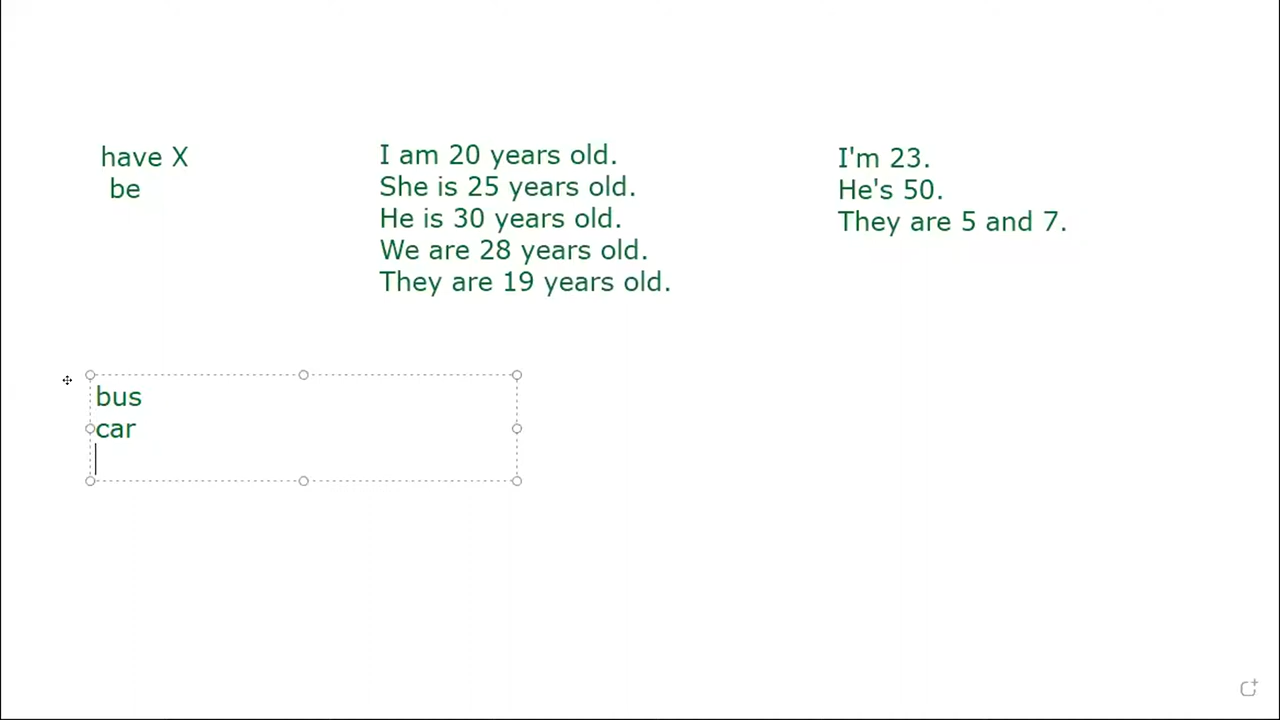 have X
be
I am 20 years old.
She is 25 years old.
He is 30 years old.
We are 28 years old.
They are 19 years old.
I'm 23.
He's 50.
They are 5 and 7.
bus
car